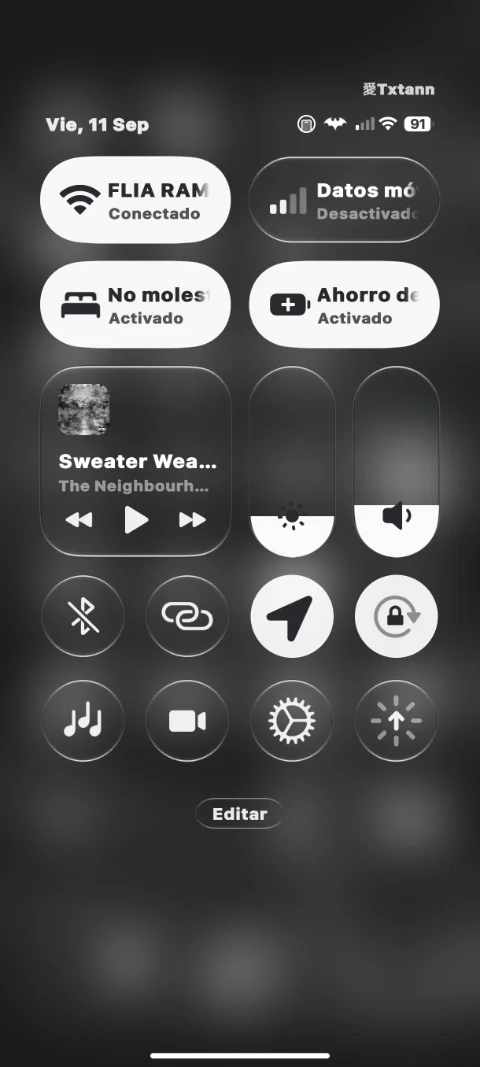 愛Txtann
Vie, 11 Sep
91
FLIA RAM
Conectado
Datos mó
Desactivado
No moles
Activado
Ahorro de
Activado
Sweater Wea...
The Neighbourh...
Editar